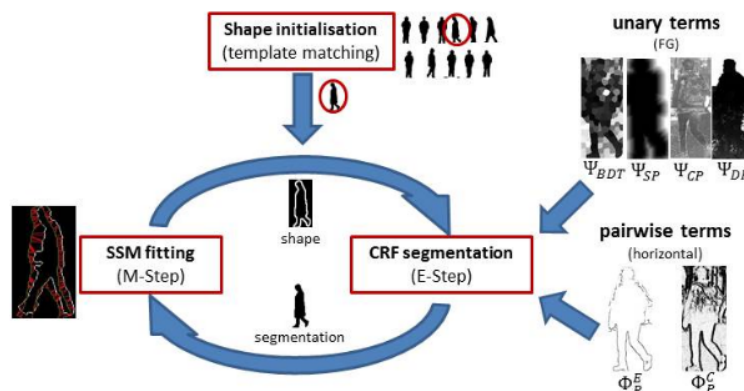 Shape initialisation
(template matching)
unary terms
(FG)
Ψ_BDT Ψ_SP Ψ_CP
shape
SSM fitting
(M-Step)
CRF segmentation
(E-Step)
pairwise terms
(horizontal)
segmentation